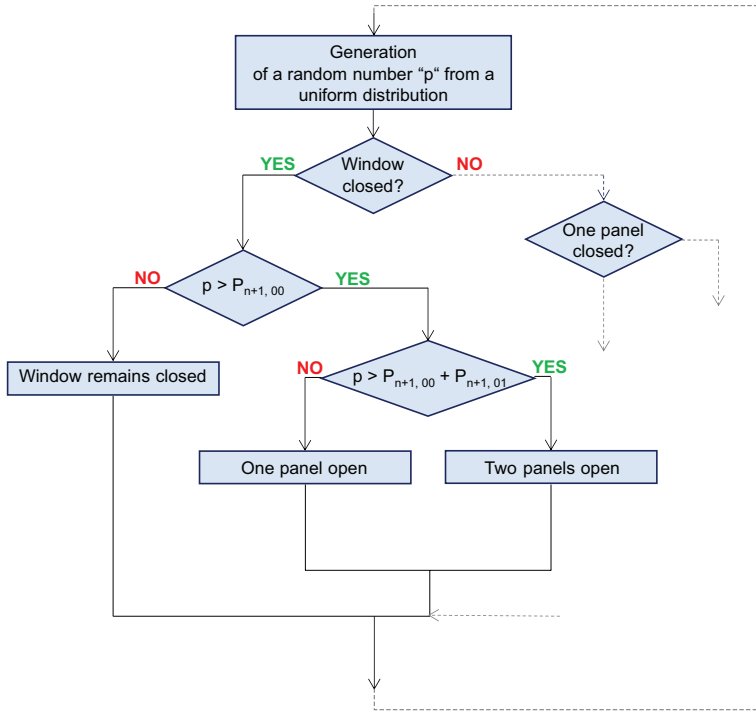 Generation
of a random number “p“ from a
uniform distribution
YES
Window
closed?
NO
One panel
closed?
NO
p > Pn+1, 00
YES
Window remains closed
NO
p > Pn+1, 00 + Pn+1, 01
YES
One panel open
Two panels open